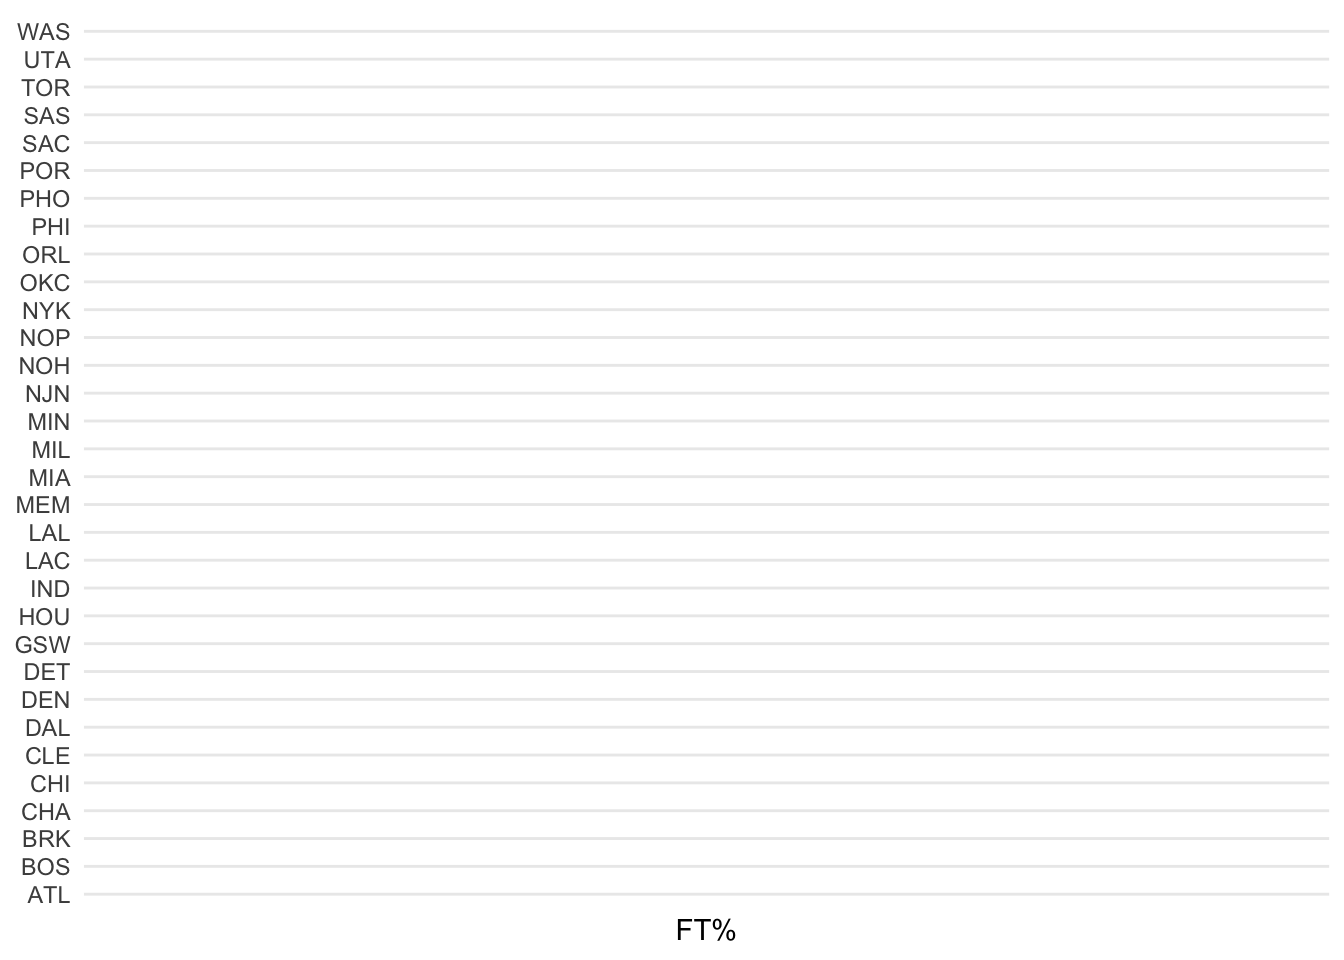 WAS
UTA
TOR
SAS
SAC
POR
PHO
PHI
ORL
OKC
NYK
NOP
NOH
NJN
MIN
MIL
MIA
MEM
LAL
LAC
IND
HOU
GSW
DET
DEN
DAL
CLE
CHI
CHA
BRK
BOS
ATL
FT%